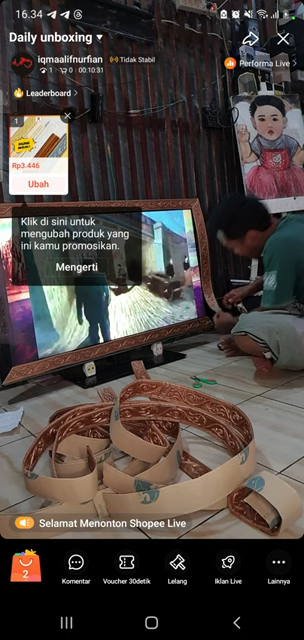 16.34
Daily unboxing
iqmaalifnurfian
Tidak Stabil
1 · 0 · 00:10:31
Performa Live >
Leaderboard >
1
Rp3.446
Ubah
Klik di sini untuk
mengubah produk yang
ini kamu promosikan.
Mengerti
Selamat Menonton Shopee Live
2
Komentar
Voucher 30detik
Lelang
Iklan Live
Lainnya